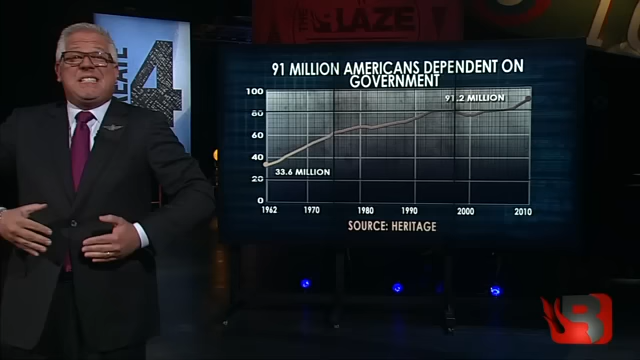 THE
BLAZE
CREATE
4
91 MILLION AMERICANS DEPENDENT ON
GOVERNMENT
100
80
60
40
20
0
91.2 MILLION
33.6 MILLION
1962
1970
1980
1990
2000
2010
SOURCE: HERITAGE
B